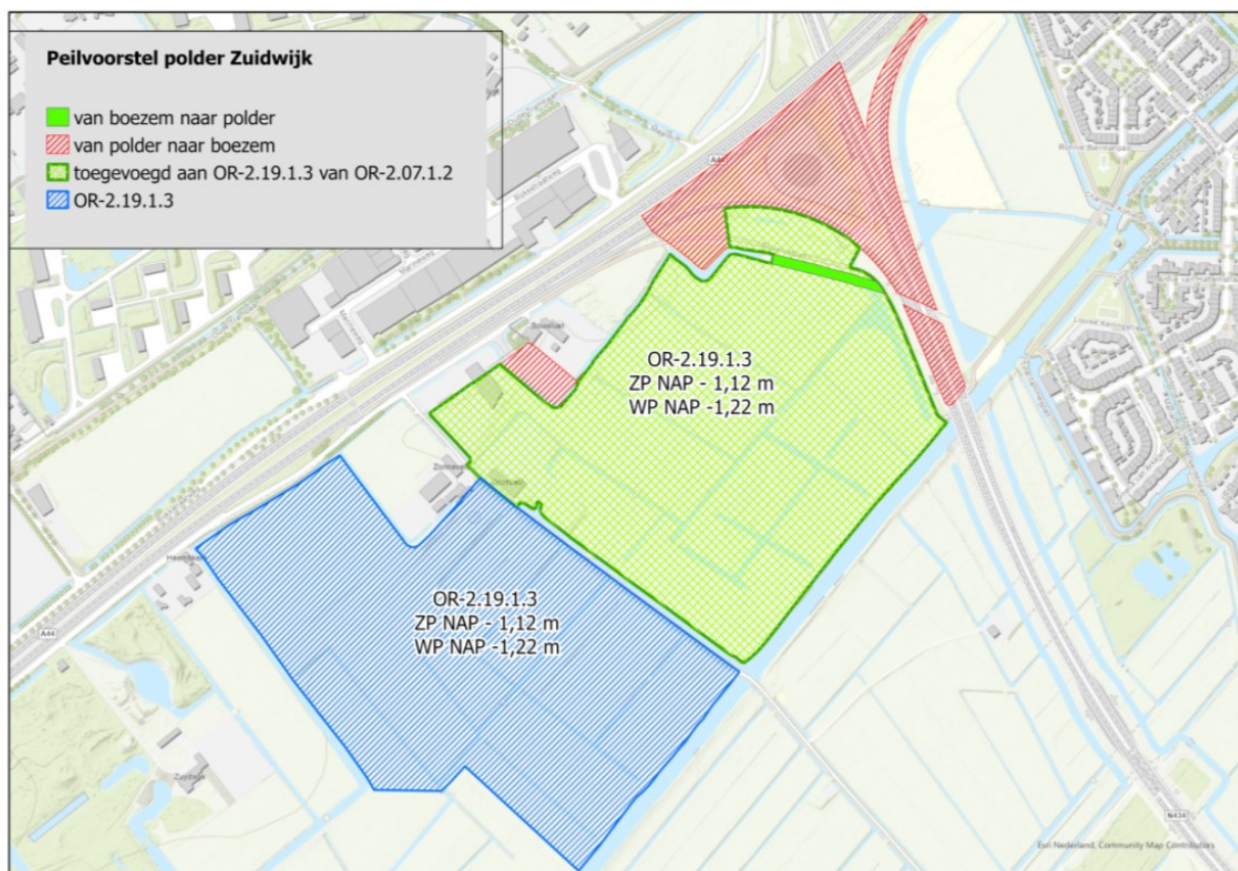 Peilvoorstel polder Zuidwijk
van boezem naar polder
van polder naar boezem
toegevoegd aan OR-2.19.1.3 van OR-2.07.1.2
OR-2.19.1.3
OR-2.19.1.3
ZP NAP - 1,12 m
WP NAP -1,22 m
OR-2.19.1.3
ZP NAP - 1,12 m
WP NAP -1,22 m
A44
N434
Esri Nederland, Community Map Contributors